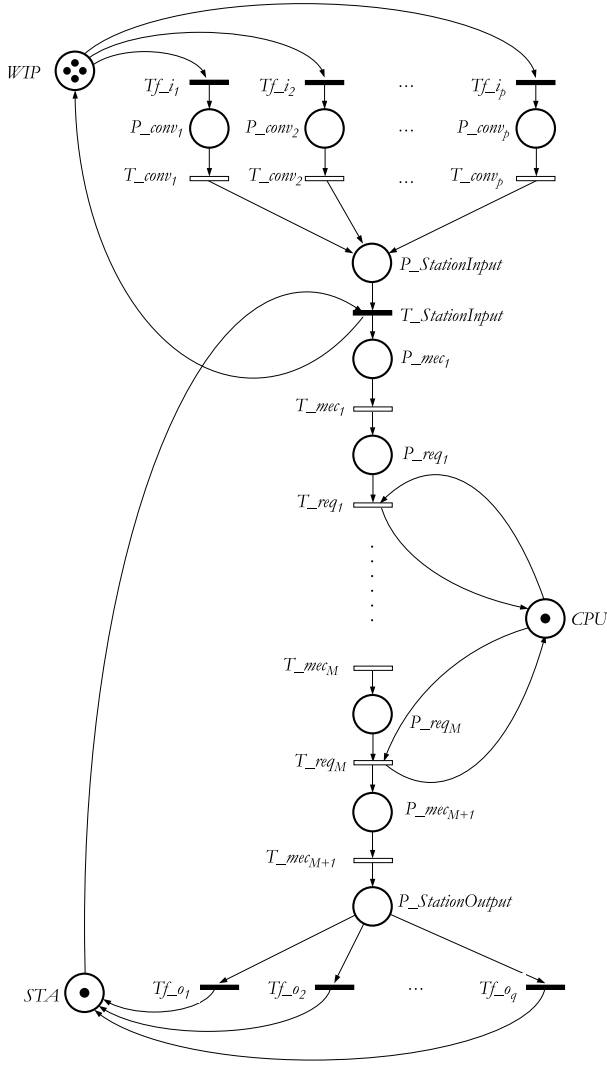 WIP
Tf_i1 Tf_i2 ... Tf_ip
P_conv1 P_conv2 ... P_convp
T_conv1 T_conv2 ... T_convp
P_StationInput
T_StationInput
P_mec1
T_mec1
P_req1
T_req1
CPU
T_mecM
P_reqM
T_reqM
P_mecM+1
T_mecM+1
P_StationOutput
STA Tf_o1 Tf_o2 ... Tf_oq